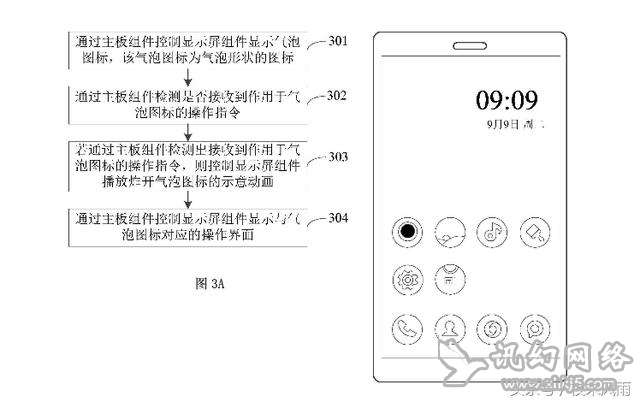 通过主板组件控制显示屏组件显示气泡
图标，该气泡图标为气泡形状的图标
301
通过主板组件检测是否接收到作用于气
泡图标的操作指令
302
若通过主板组件检测出接收到作用于气
泡图标的操作指令，则控制显示屏组件
播放炸开气泡图标的示意动画
303
通过主板组件控制显示屏组件显示与气
泡图标对应的操作界面
304
图 3A
09:09
9月9日 周二
讯幻网络